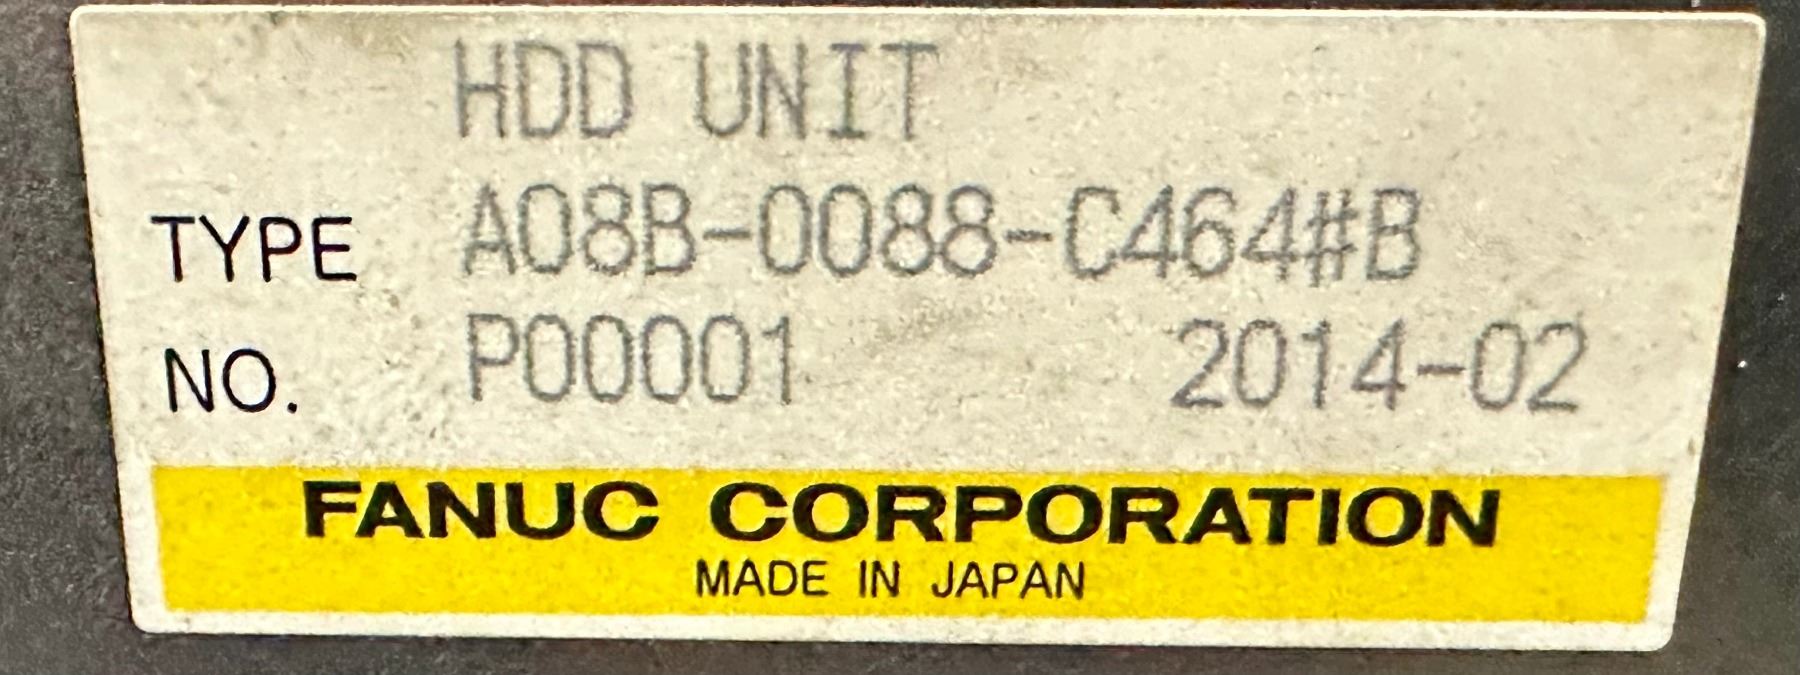 HDD UNIT
TYPE A08B-0088-C464#B
NO. P00001 2014-02
FANUC CORPORATION
MADE IN JAPAN